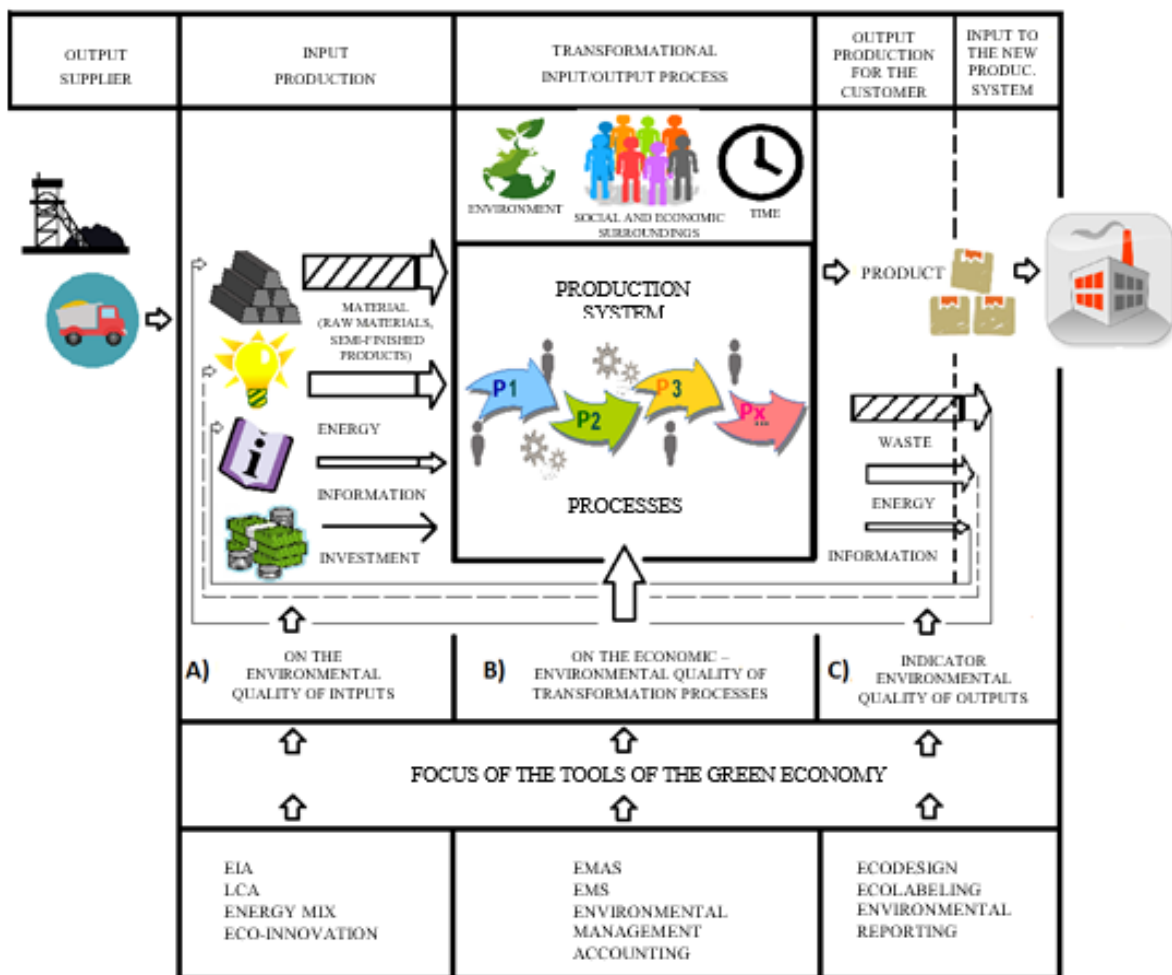 OUTPUT
SUPPLIER
INPUT
PRODUCTION
TRANSFORMATIONAL
INPUT/OUTPUT PROCESS
OUTPUT
PRODUCTION
FOR THE
CUSTOMER
INPUT TO
THE NEW
PRODUC.
SYSTEM
ENVIRONMENT
SOCIAL AND ECONOMIC
SURROUNDINGS
TIME
MATERIAL
(RAW MATERIALS,
SEMI-FINISHED
PRODUCTS)
ENERGY
i
INFORMATION
INVESTMENT
PRODUCTION
SYSTEM
P1
P2
P3
Px...
PROCESSES
PRODUCT
WASTE
ENERGY
INFORMATION
A) ON THE
ENVIRONMENTAL
QUALITY OF INTPUTS
B) ON THE ECONOMIC –
ENVIRONMENTAL QUALITY OF
TRANSFORMATION PROCESSES
C) INDICATOR
ENVIRONMENTAL
QUALITY OF OUTPUTS
FOCUS OF THE TOOLS OF THE GREEN ECONOMY
EIA
LCA
ENERGY MIX
ECO-INNOVATION
EMAS
EMS
ENVIRONMENTAL
MANAGEMENT
ACCOUNTING
ECODESIGN
ECOLABELING
ENVIRONMENTAL
REPORTING